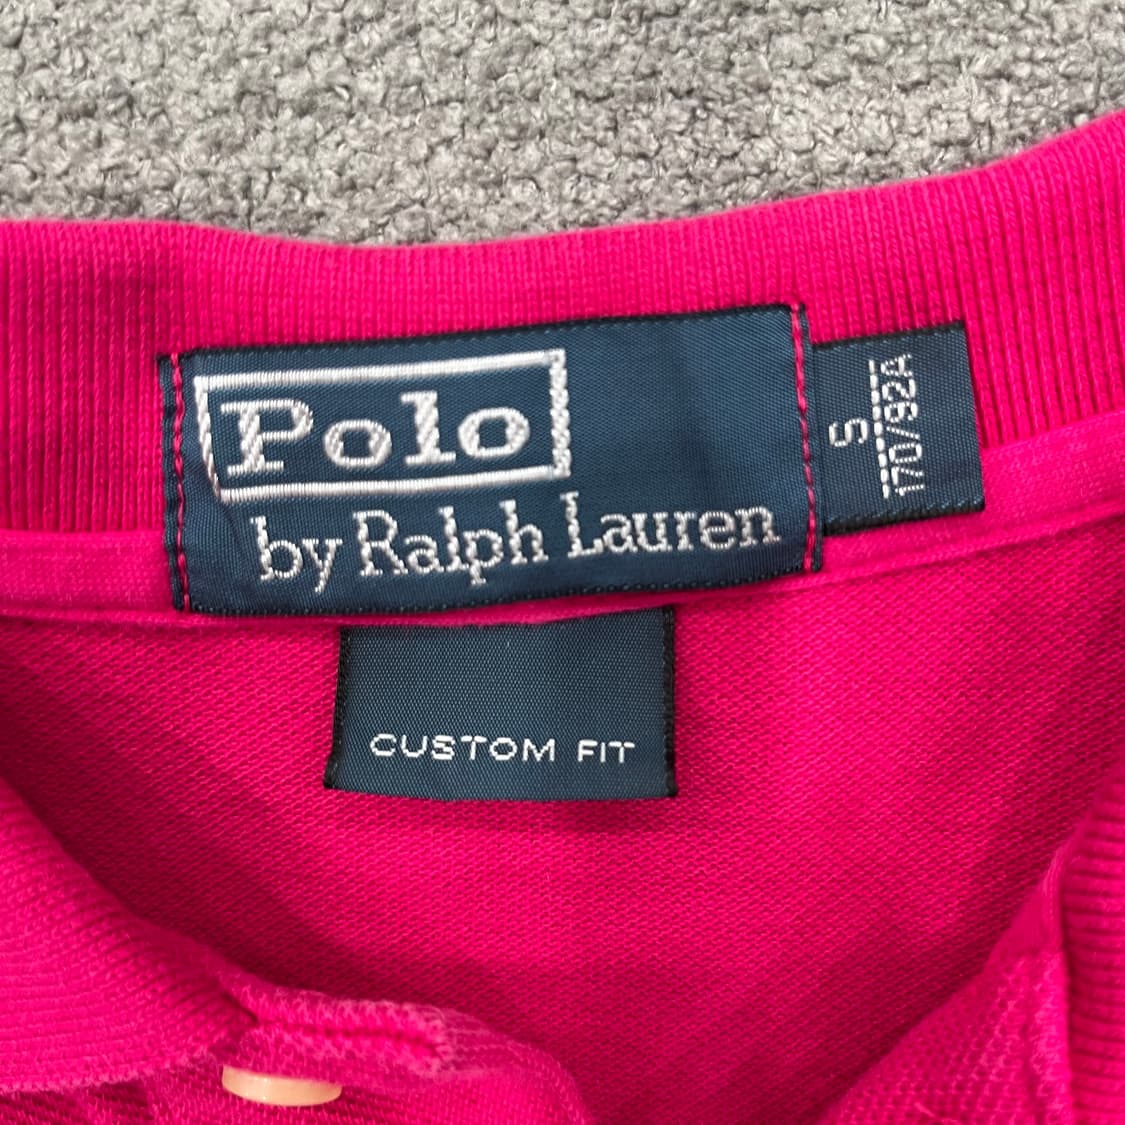 Polo
by Ralph Lauren
S
170/92A
CUSTOM FIT